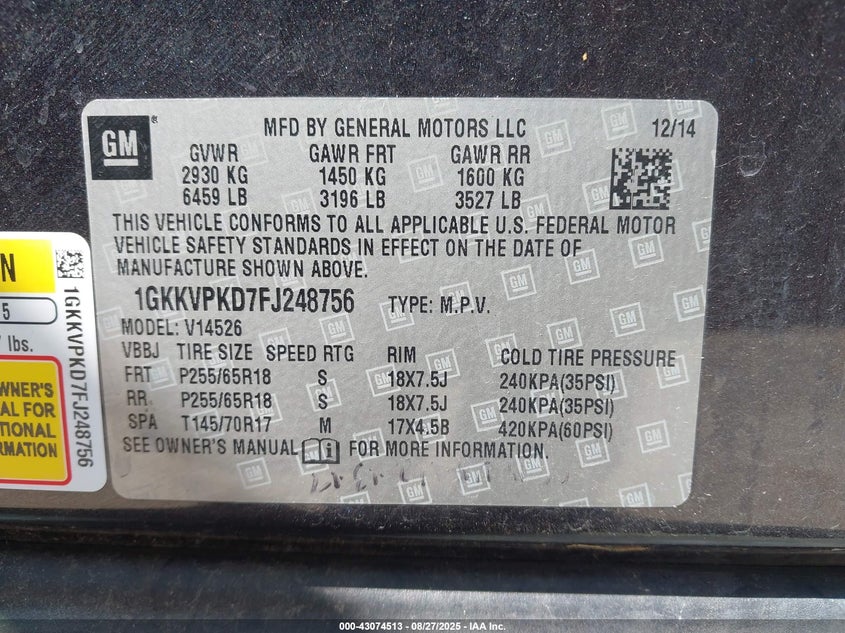 GM
MFD BY GENERAL MOTORS LLC 12/14
GVWR GAWR FRT GAWR RR
2930 KG 1450 KG 1600 KG
6459 LB 3196 LB 3527 LB
THIS VEHICLE CONFORMS TO ALL APPLICABLE U.S. FEDERAL MOTOR
VEHICLE SAFETY STANDARDS IN EFFECT ON THE DATE OF
MANUFACTURE SHOWN ABOVE.
1GKKVPKD7FJ248756 TYPE: M.P.V.
MODEL: V14526
VBBJ TIRE SIZE SPEED RTG RIM COLD TIRE PRESSURE
FRT P255/65R18 S 18X7.5J 240KPA(35PSI)
RR P255/65R18 S 18X7.5J 240KPA(35PSI)
SPA T145/70R17 M 17X4.5B 420KPA(60PSI)
SEE OWNER'S MANUAL FOR MORE INFORMATION.
N
5
lbs.
OWNER'S
FOR
1GKKVPKD7FJ248756
000-43074513 - 08/27/2025 - IAA Inc.